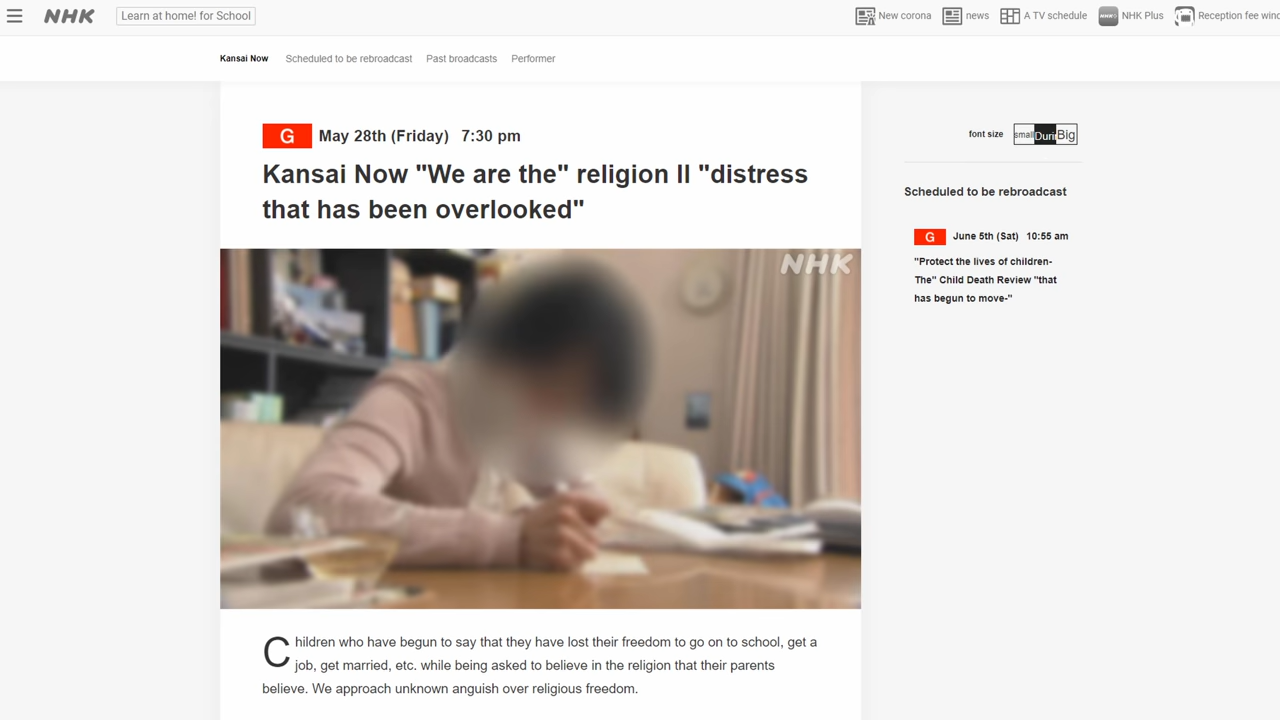 NHK
Learn at home! for School
New corona
news
A TV schedule
NHK Plus
Reception fee wind
Kansai Now
Scheduled to be rebroadcast
Past broadcasts
Performer
G May 28th (Friday) 7:30 pm
Kansai Now "We are the" religion II "distress
that has been overlooked"
NHK
Children who have begun to say that they have lost their freedom to go on to school, get a
job, get married, etc. while being asked to believe in the religion that their parents
believe. We approach unknown anguish over religious freedom.
font size
small
Duri
Big
Scheduled to be rebroadcast
G June 5th (Sat) 10:55 am
"Protect the lives of children-
The" Child Death Review "that
has begun to move-"